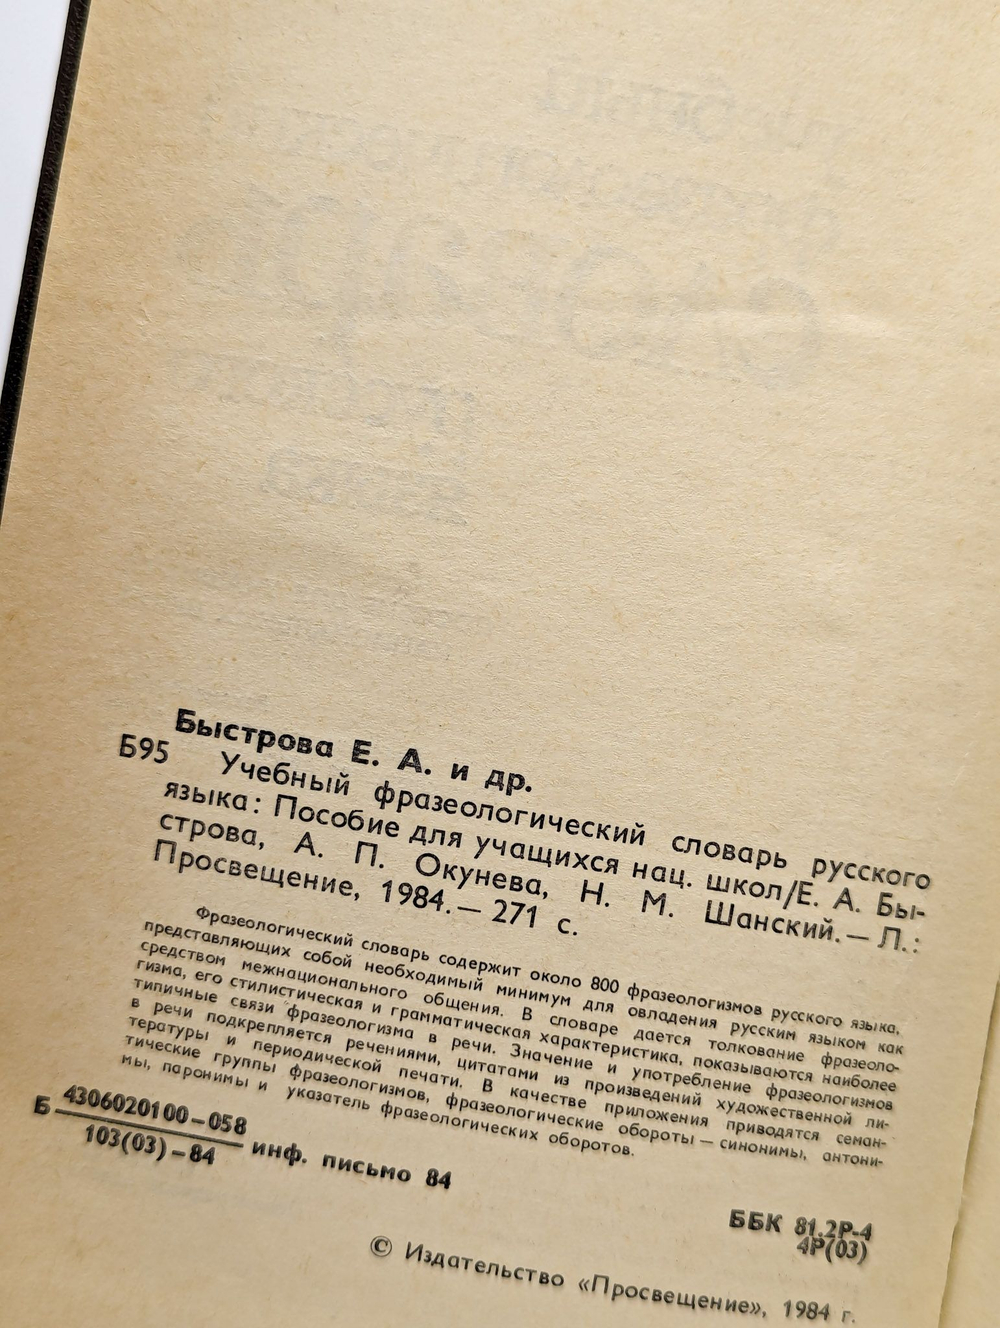 Быстрова Е. А. и др.
Б95 Учебный фразеологический словарь русского
языка: Пособие для учащихся нац. школ/Е. А. Бы-
строва, А. П. Окунева, Н. М. Шанский. — Л.:
Просвещение, 1984. — 271 с.
Фразеологический словарь содержит около 800 фразеологизмов русского языка,
представляющих собой необходимый минимум для овладения русским языком как
средством межнационального общения. В словаре дается толкование фразеоло-
гизма, его стилистическая и грамматическая характеристика, показываются наиболее
типичные связи фразеологизма в речи. Значение и употребление фразеологизмов
в речи подкрепляется речениями, цитатами из произведений художественной ли-
тературы и периодической печати. В качестве приложения приводятся семан-
тические группы фразеологизмов, фразеологические обороты — синонимы, антони-
мы, паронимы и указатель фразеологических оборотов.
Б 4306020100—058
103(03)—84 инф. письмо 84
ББК 81.2Р-4
4Р(03)
© Издательство «Просвещение», 1984 г.